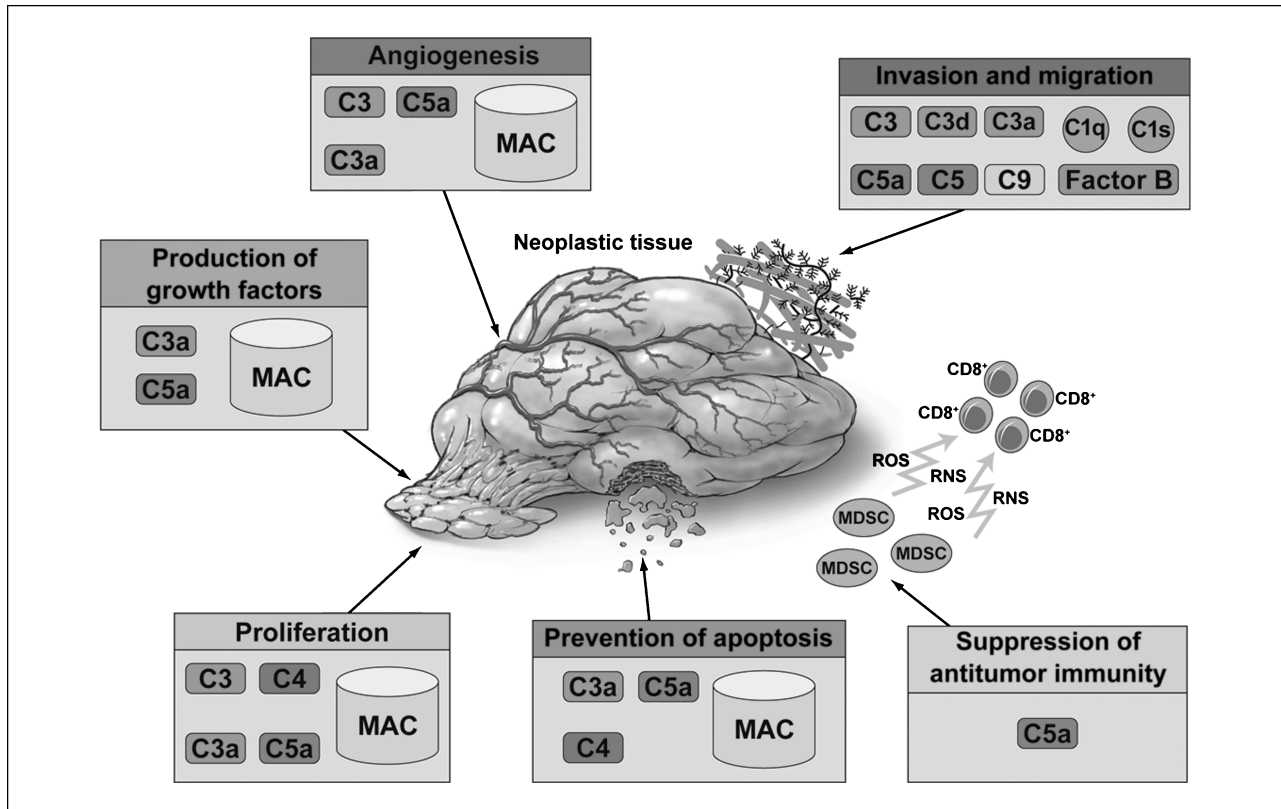 Angiogenesis
C3 C5a
MAC
C3a
Invasion and migration
C3 C3d C3a C1q C1s
C5a C5 C9 Factor B
Neoplastic tissue
Production of
growth factors
C3a
MAC
C5a
CD8⁺
CD8⁺
CD8⁺
CD8⁺
ROS
RNS
RNS
ROS
MDSC
MDSC
MDSC
Proliferation
C3 C4
MAC
C3a C5a
Prevention of apoptosis
C3a C5a
MAC
C4
Suppression of
antitumor immunity
C5a